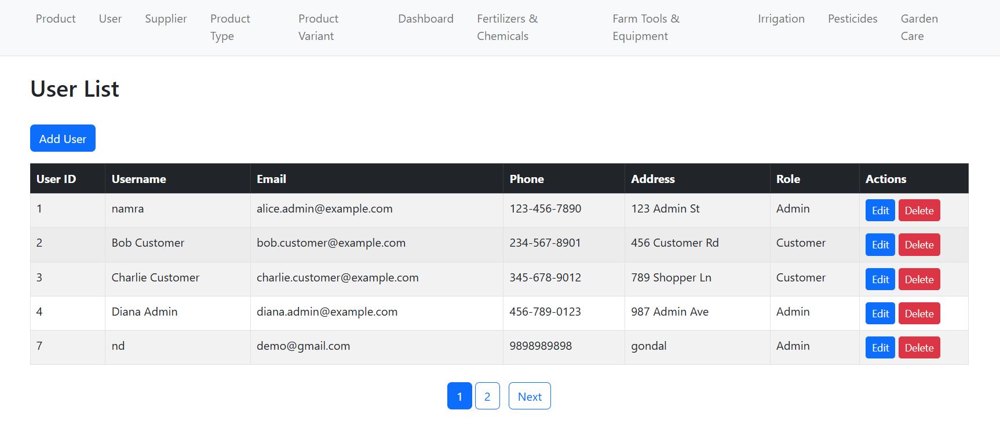 Product User Supplier Product Type Product Variant Dashboard Fertilizers & Chemicals Farm Tools & Equipment Irrigation Pesticides Garden Care
User List
Add User
User ID Username Email Phone Address Role Actions
1 namra alice.admin@example.com 123-456-7890 123 Admin St Admin Edit Delete
2 Bob Customer bob.customer@example.com 234-567-8901 456 Customer Rd Customer Edit Delete
3 Charlie Customer charlie.customer@example.com 345-678-9012 789 Shopper Ln Customer Edit Delete
4 Diana Admin diana.admin@example.com 456-789-0123 987 Admin Ave Admin Edit Delete
7 nd demo@gmail.com 9898989898 gondal Admin Edit Delete
1 2 Next